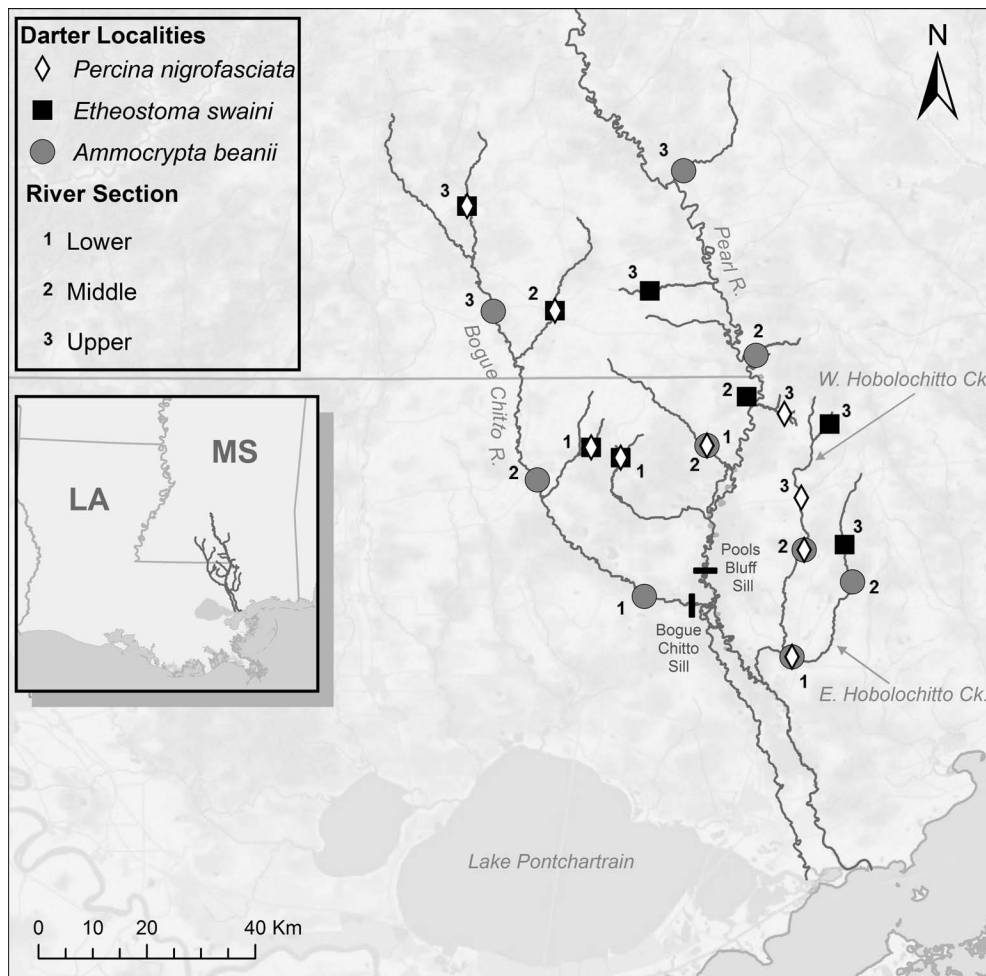 Darter Localities
Percina nigrofasciata
Etheostoma swaini
Ammocrypta beanii
River Section
1 Lower
2 Middle
3 Upper
N
3
3
Pearl R.
3
3
2
2
Bogue Chitto R.
W. Hobolochitto Ck.
2
3
3
1
1
1
2
2
3
3
2
2
Pools
Bluff
Sill
1
Bogue
Chitto
Sill
1
E. Hobolochitto Ck.
LA
MS
Lake Pontchartrain
0 10 20 40 Km